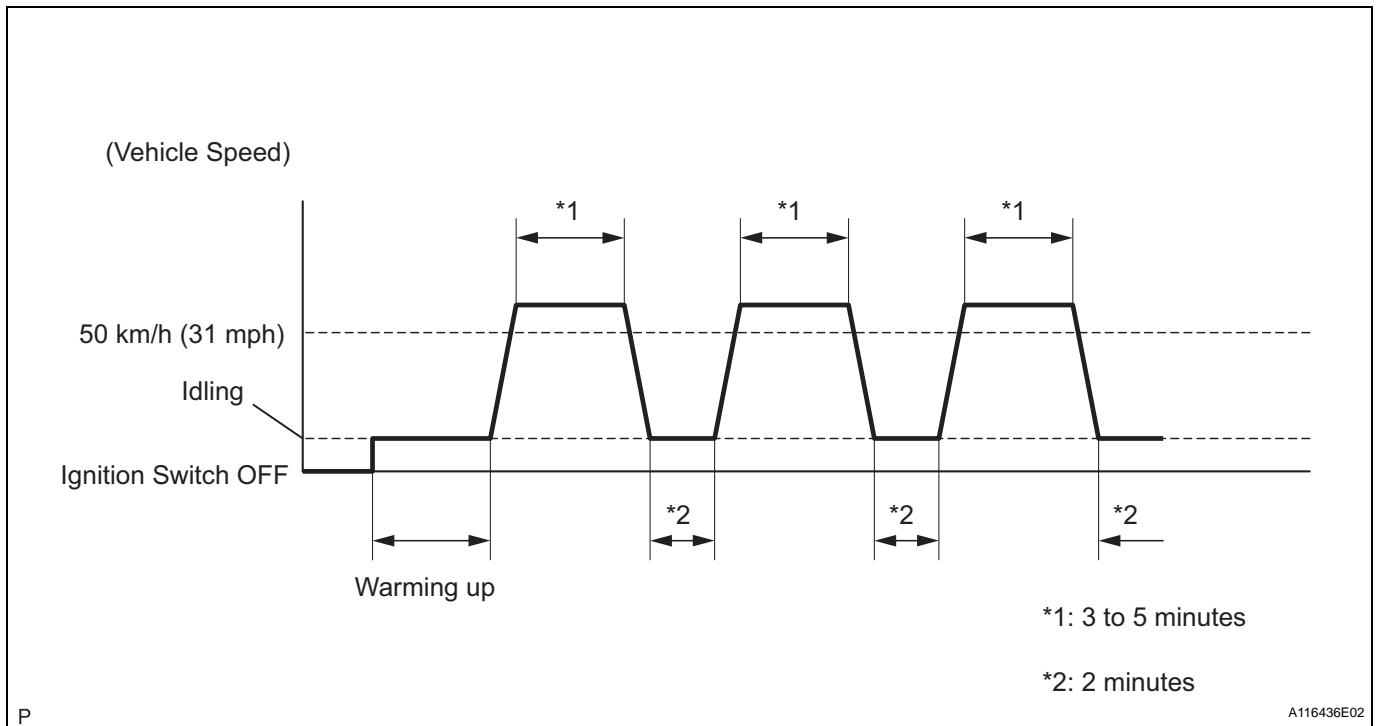 (Vehicle Speed)
*1
*1
*1
50 km/h (31 mph)
Idling
Ignition Switch OFF
*2
*2
*2
Warming up
*1: 3 to 5 minutes
*2: 2 minutes
P
A116436E02